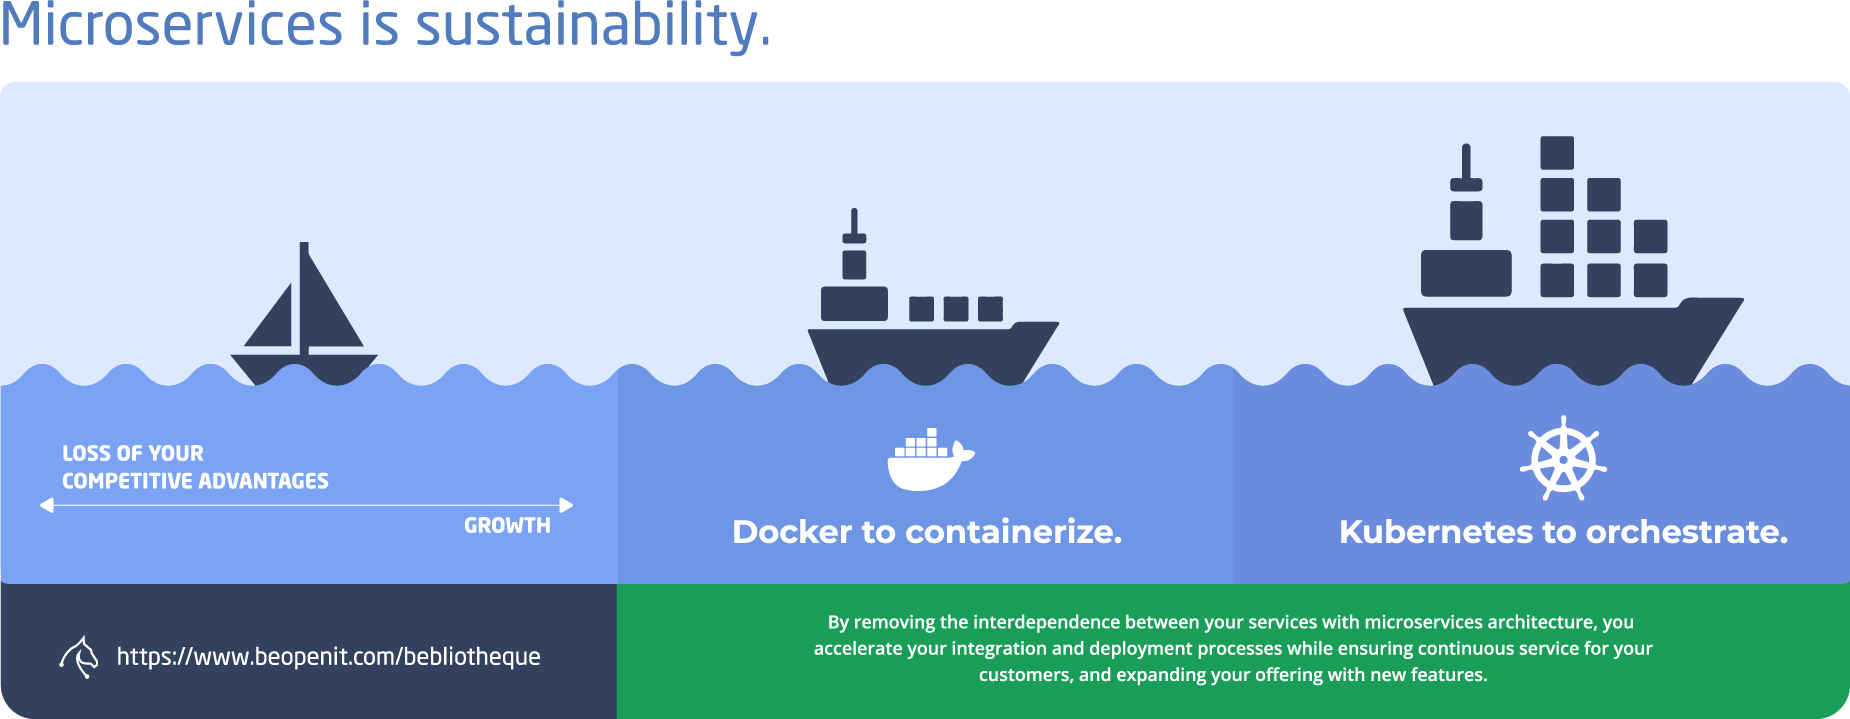 Microservices is sustainability.
LOSS OF YOUR
COMPETITIVE ADVANTAGES
GROWTH
Docker to containerize.
Kubernetes to orchestrate.
https://www.beopenit.com/bebliotheque
By removing the interdependence between your services with microservices architecture, you
accelerate your integration and deployment processes while ensuring continuous service for your
customers, and expanding your offering with new features.